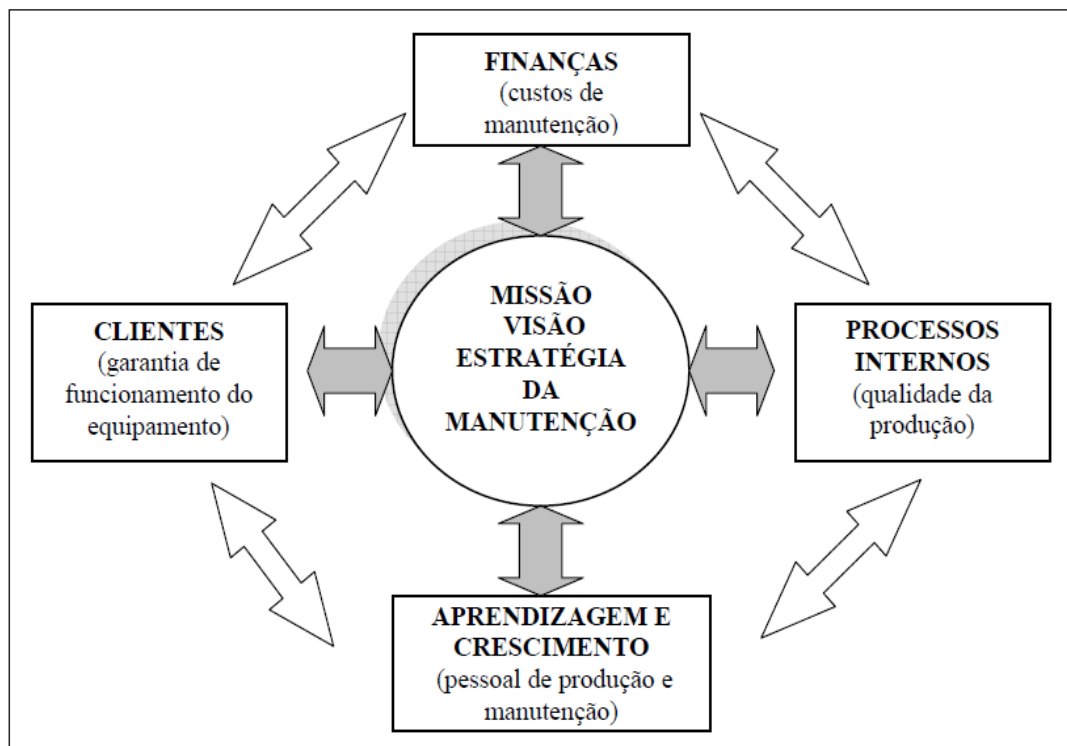 FINANÇAS
(custos de
manutenção)
MISSÃO
VISÃO
ESTRATÉGIA
DA
MANUTENÇÃO
CLIENTES
(garantia de
funcionamento do
equipamento)
PROCESSOS
INTERNOS
(qualidade da
produção)
APRENDIZAGEM E
CRESCIMENTO
(pessoal de produção e
manutenção)